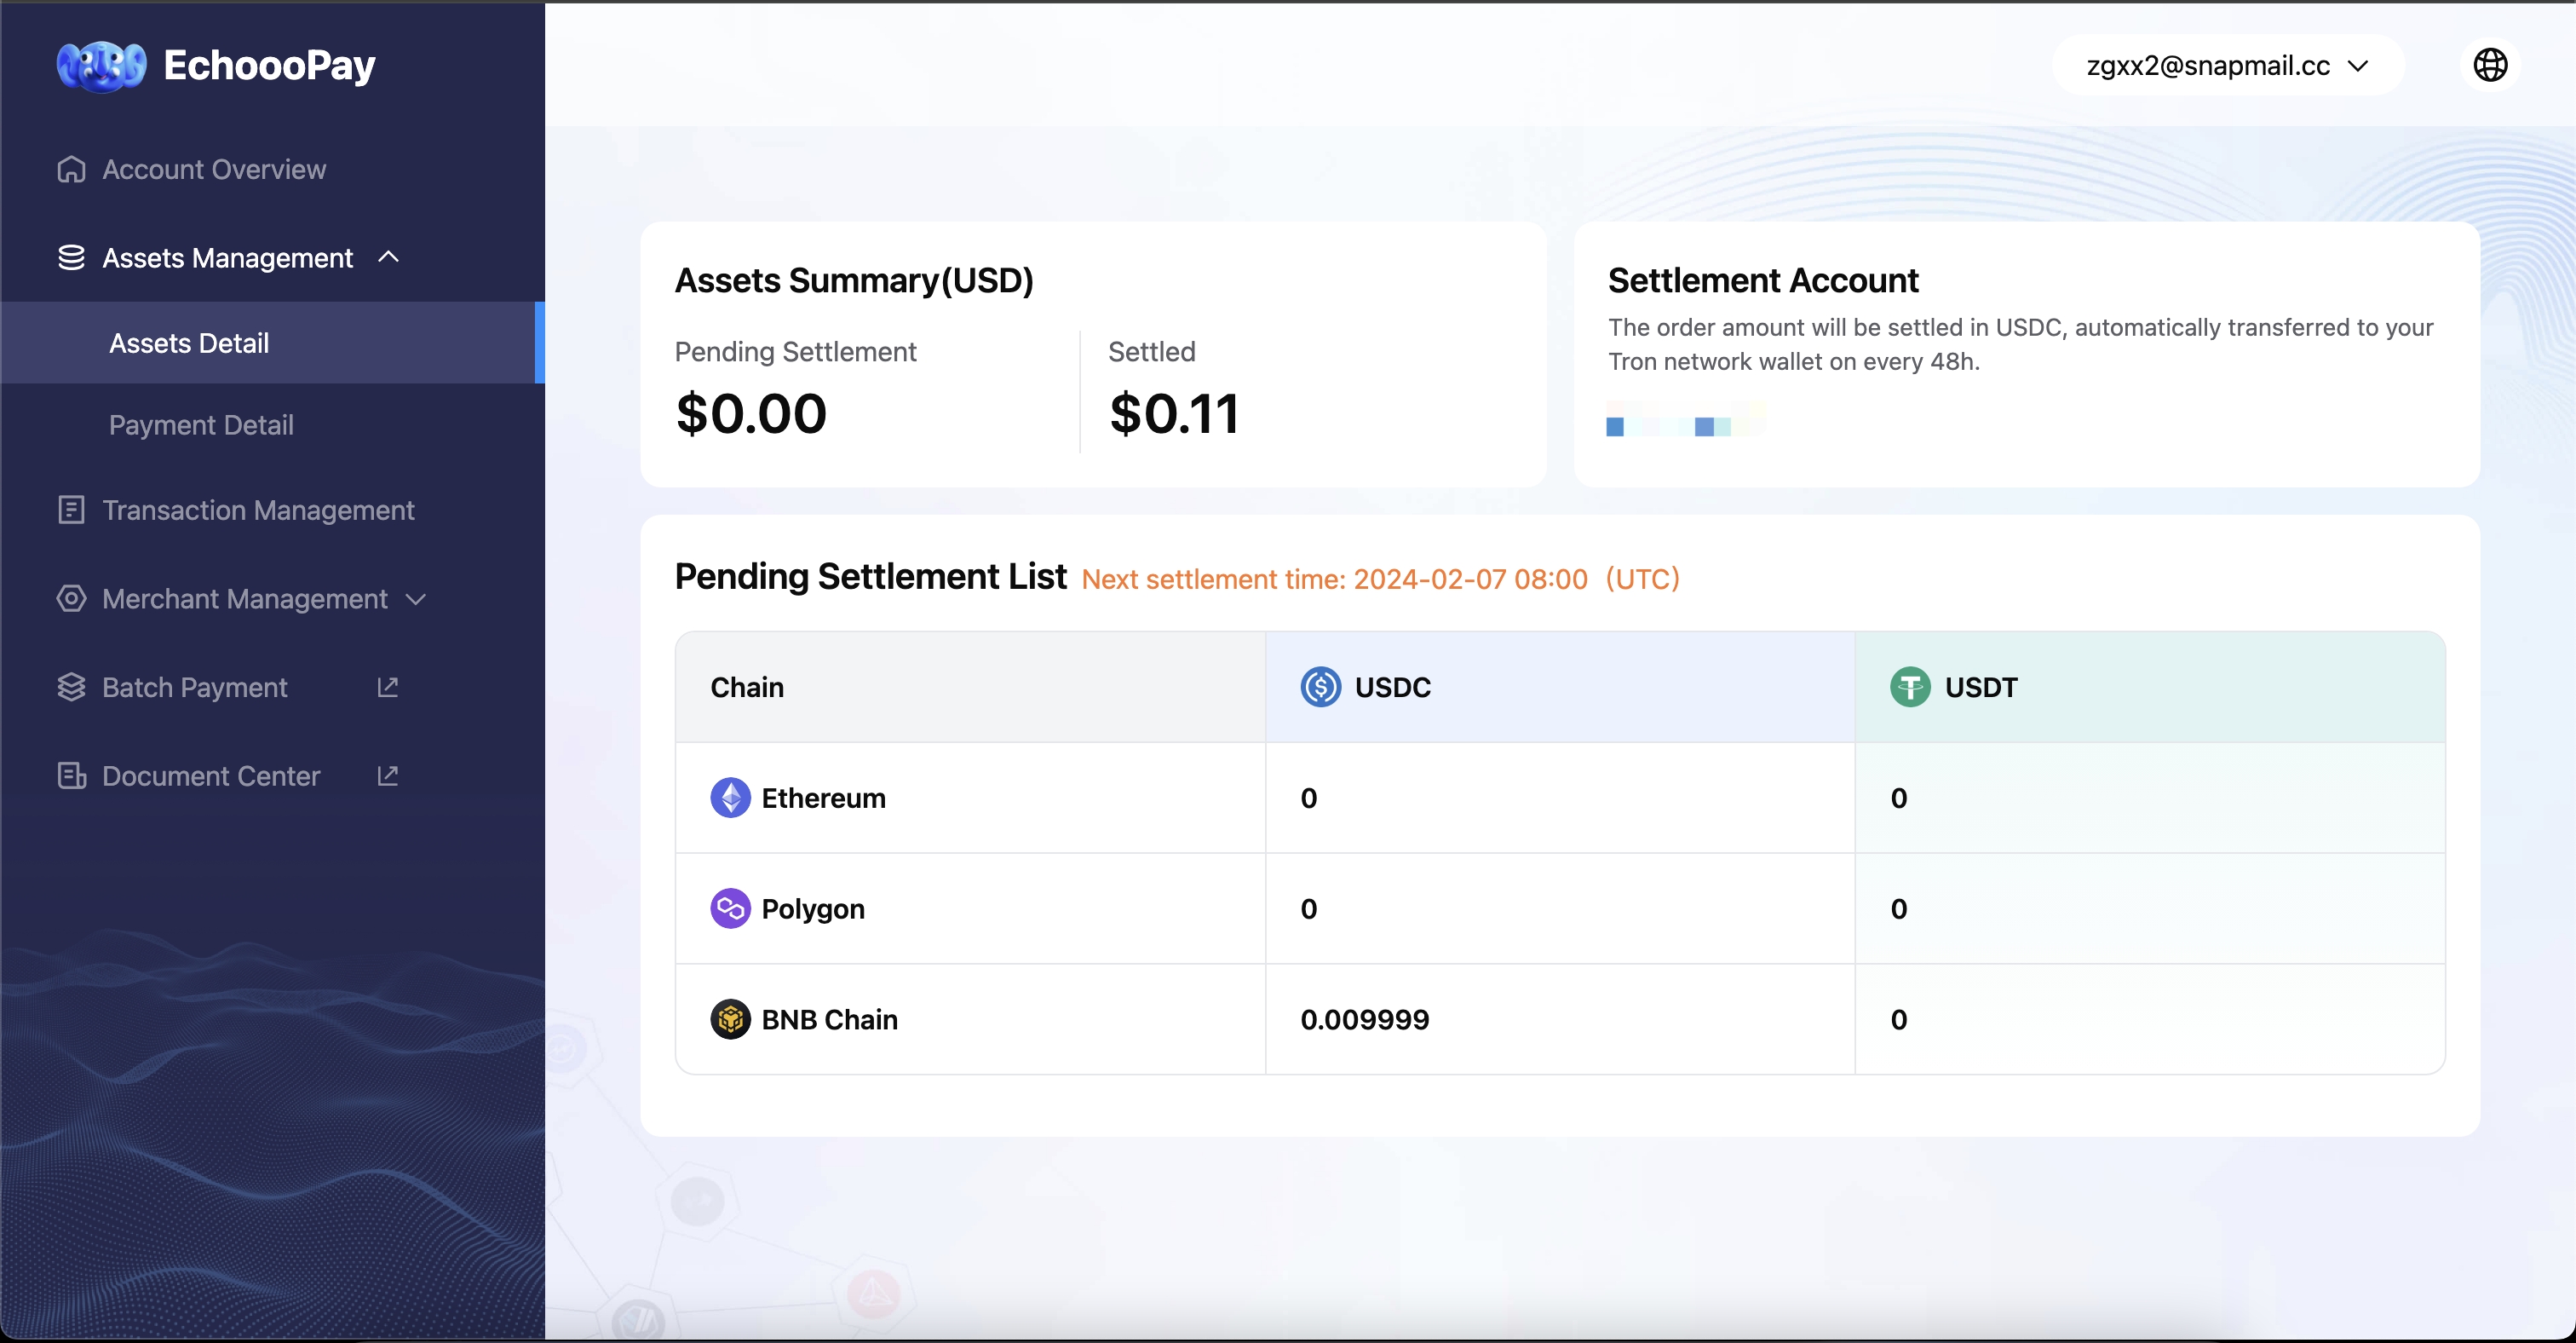 EchoooPay
zgxx2@snapmail.cc
Account Overview
Assets Management
Assets Detail
Payment Detail
Transaction Management
Merchant Management
Batch Payment
Document Center
Assets Summary(USD)
Pending Settlement
$0.00
Settled
$0.11
Settlement Account
The order amount will be settled in USDC, automatically transferred to your
Tron network wallet on every 48h.
Pending Settlement List Next settlement time: 2024-02-07 08:00 (UTC)
Chain USDC USDT
Ethereum 0 0
Polygon 0 0
BNB Chain 0.009999 0